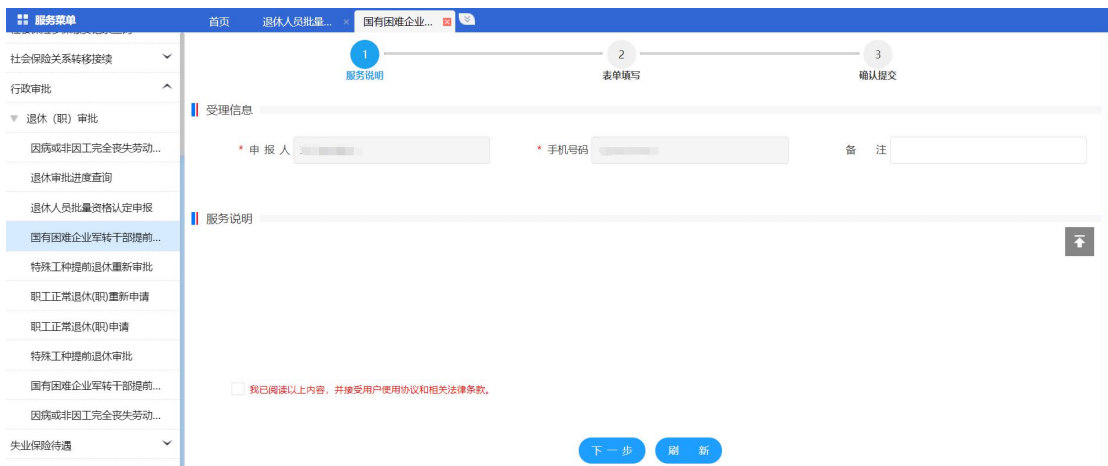 服务菜单
首页
退休人员批量... ×
国有困难企业...
社会保险关系转移接续
行政审批
退休（职）审批
因病或非因工完全丧失劳动...
退休审批进度查询
退休人员批量资格认定申报
国有困难企业军转干部提前...
特殊工种提前退休重新审批
职工正常退休(职)重新申请
职工正常退休(职)申请
特殊工种提前退休审批
国有困难企业军转干部提前...
因病或非因工完全丧失劳动...
失业保险待遇
1
服务说明
2
表单填写
3
确认提交
受理信息
* 申 报 人
* 手机号码
备 注
服务说明
我已阅读以上内容，并接受用户使用协议和相关法律条款。
下一步
刷 新